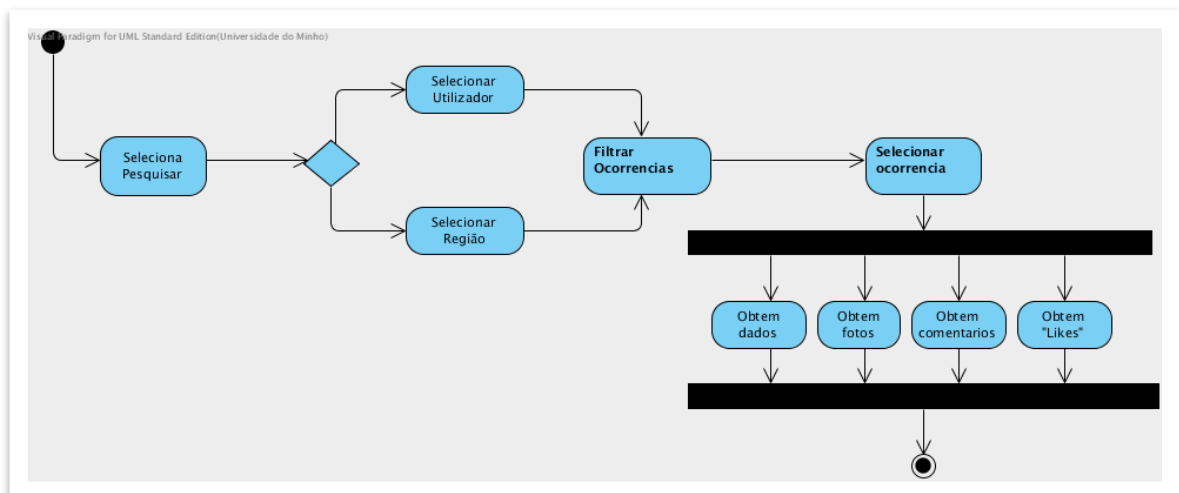 Visual Paradigm for UML Standard Edition(Universidade do Minho)
Selecionar
Utilizador
Seleciona
Pesquisar
Filtrar
Ocorrencias
Selecionar
ocorrencia
Selecionar
Região
Obtem
dados
Obtem
fotos
Obtem
comentarios
Obtem
"Likes"